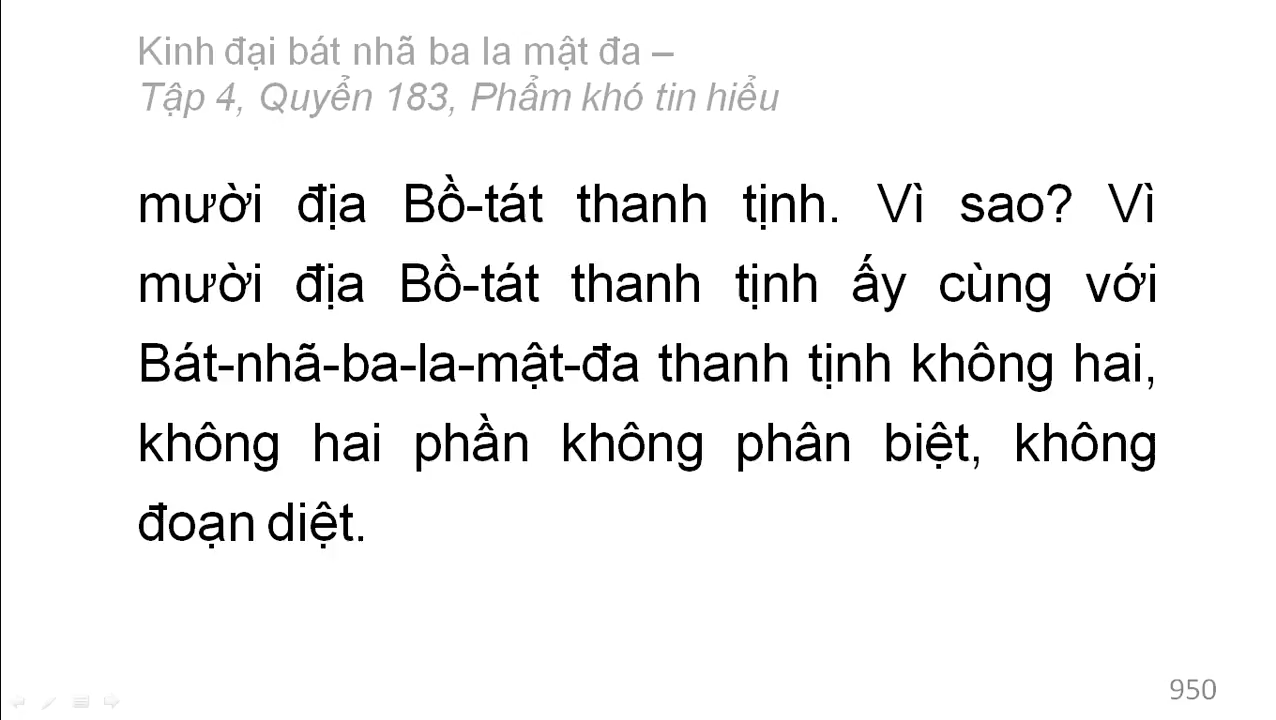 Kinh đại bát nhã ba la mật đa –
Tập 4, Quyển 183, Phẩm khó tin hiểu
mười địa Bồ-tát thanh tịnh. Vì sao? Vì
mười địa Bồ-tát thanh tịnh ấy cùng với
Bát-nhã-ba-la-mật-đa thanh tịnh không hai,
không hai phần không phân biệt, không
đoạn diệt.
950